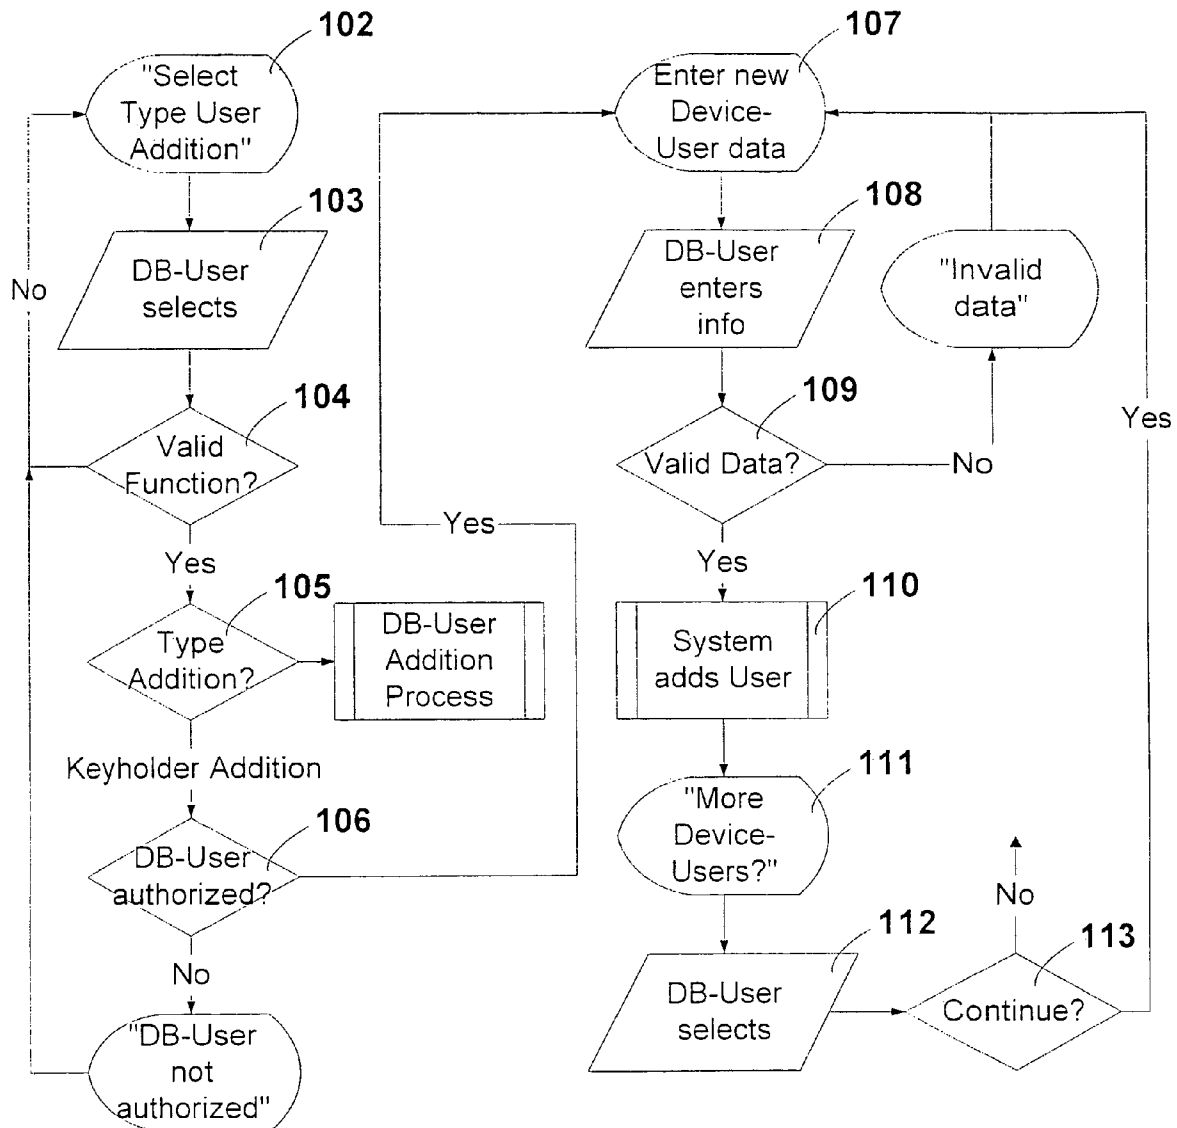 102
"Select
Type User
Addition"
103
DB-User
selects
No
104
Valid
Function?
Yes
105
Type
Addition?
DB-User
Addition
Process
Keyholder Addition
106
DB-User
authorized?
Yes
No
"DB-User
not
authorized"
107
Enter new
Device-
User data
108
DB-User
enters
info
"Invalid
data"
109
Valid Data?
No
Yes
Yes
110
System
adds User
111
"More
Device-
Users?"
112
DB-User
selects
No
113
Continue?